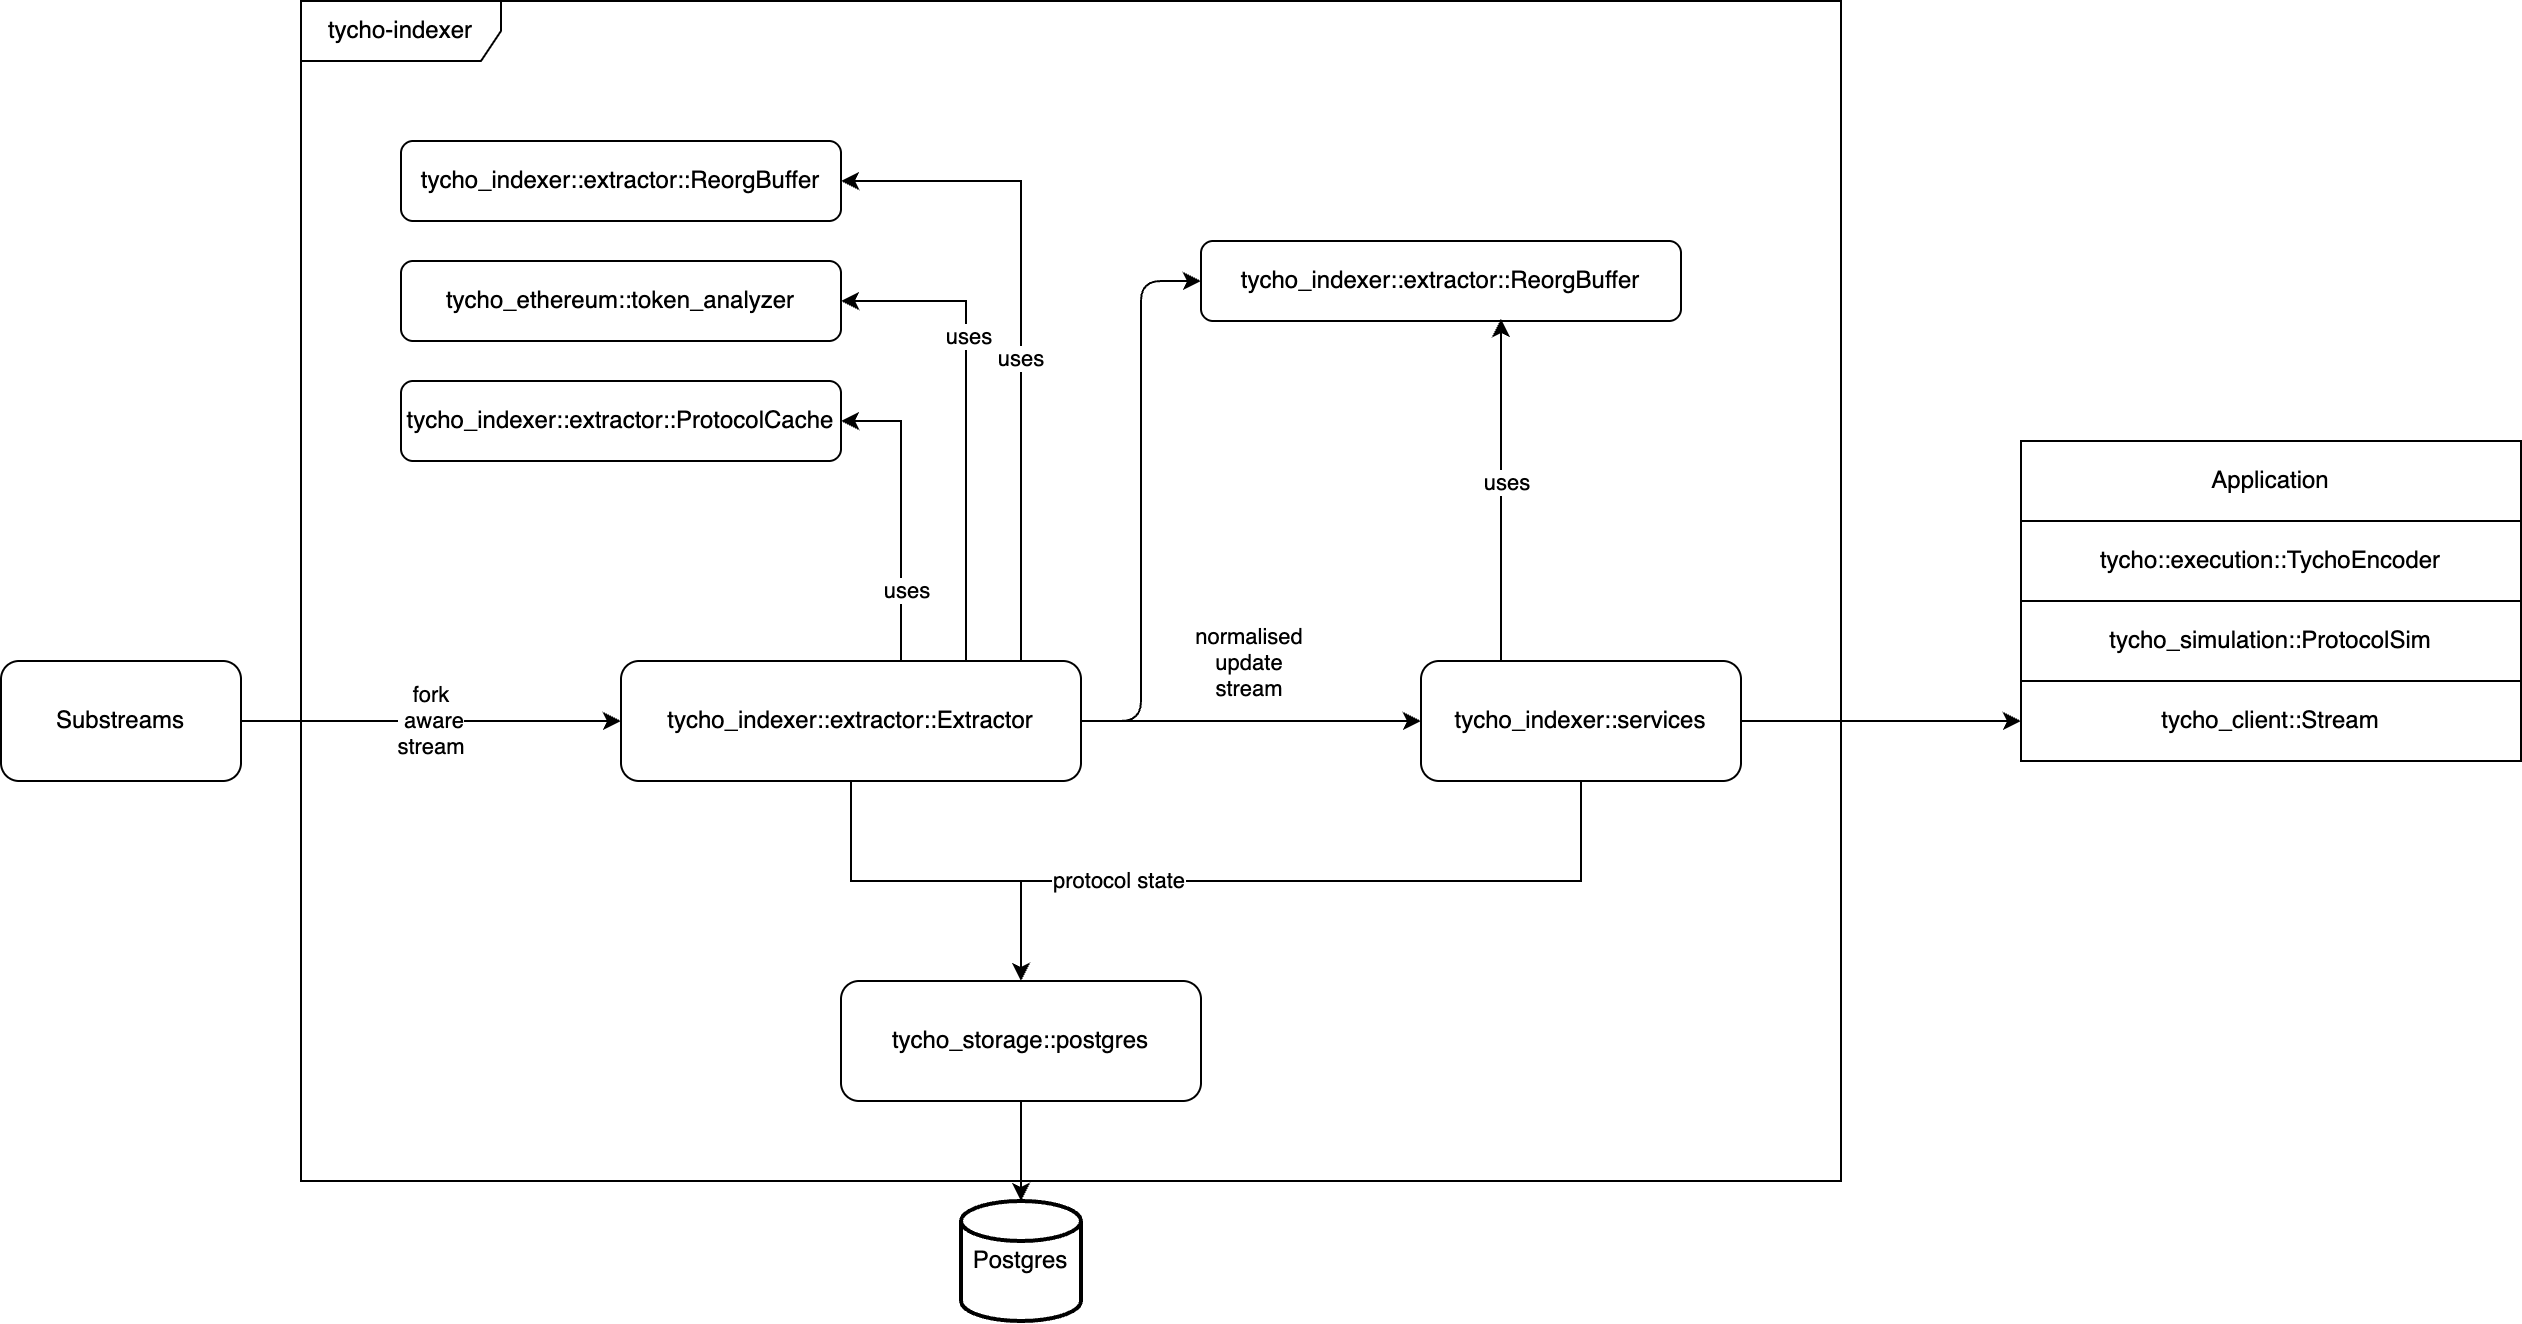 tycho-indexer
tycho_indexer::extractor::ReorgBuffer
tycho_ethereum::token_analyzer
tycho_indexer::extractor::ProtocolCache
uses
uses
uses
tycho_indexer::extractor::ReorgBuffer
uses
Substreams
fork
aware
stream
tycho_indexer::extractor::Extractor
normalised
update
stream
tycho_indexer::services
Application
tycho::execution::TychoEncoder
tycho_simulation::ProtocolSim
tycho_client::Stream
protocol state
tycho_storage::postgres
Postgres